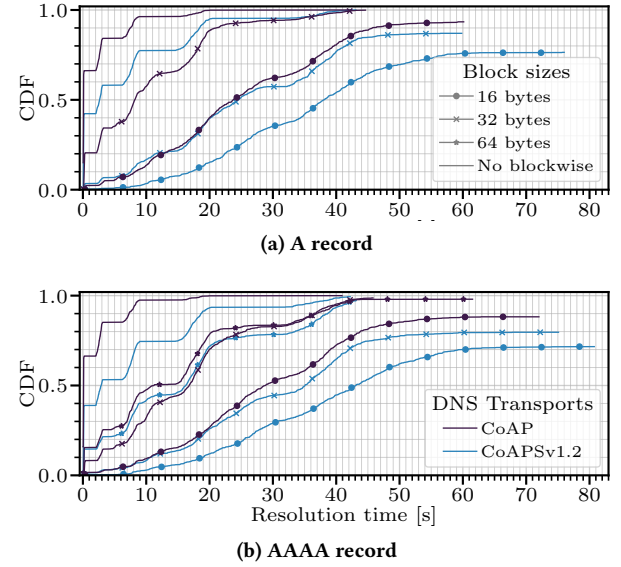 1.0
0.5
0.0
CDF
Block sizes
16 bytes
32 bytes
64 bytes
No blockwise
0 10 20 30 40 50 60 70 80
(a) A record
1.0
0.5
0.0
CDF
DNS Transports
CoAP
CoAPSv1.2
0 10 20 30 40 50 60 70 80
Resolution time [s]
(b) AAAA record